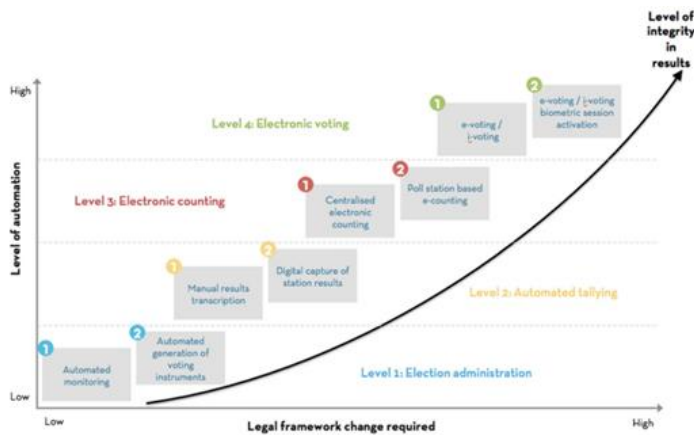 Level of
integrity
in
results
High
2
1
e-voting / i-voting
biometric session
activation
Level 4: Electronic voting
e-voting /
i-voting
2
1
Poll station based
e-counting
Level 3: Electronic counting
Centralised
electronic
counting
Level of automation
2
1
Digital capture of
station results
Manual results
transcription
Level 2: Automated tallying
2
1
Automated
generation of
voting
instruments
Automated
monitoring
Level 1: Election administration
Low
Low
Legal framework change required
High